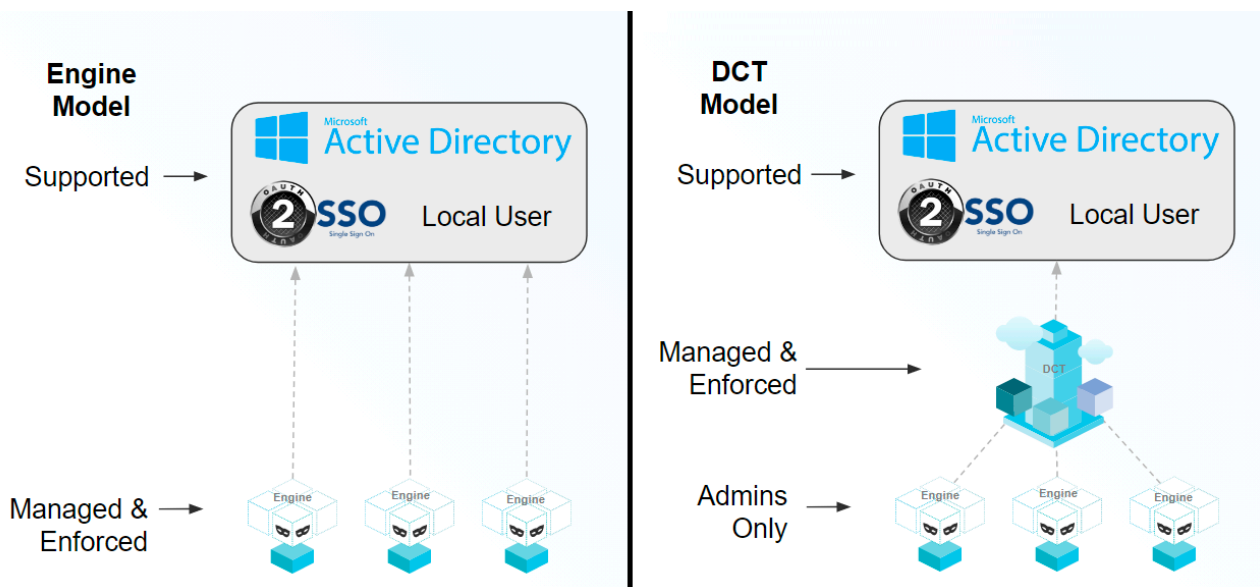 Engine
Model
Supported
Microsoft
Active Directory
OAUTH
2
OAUTH
SSO
Single Sign On
Local User
Managed &
Enforced
Engine
Engine
Engine
DCT
Model
Supported
Microsoft
Active Directory
OAUTH
2
OAUTH
SSO
Single Sign On
Local User
Managed &
Enforced
DCT
Admins
Only
Engine
Engine
Engine